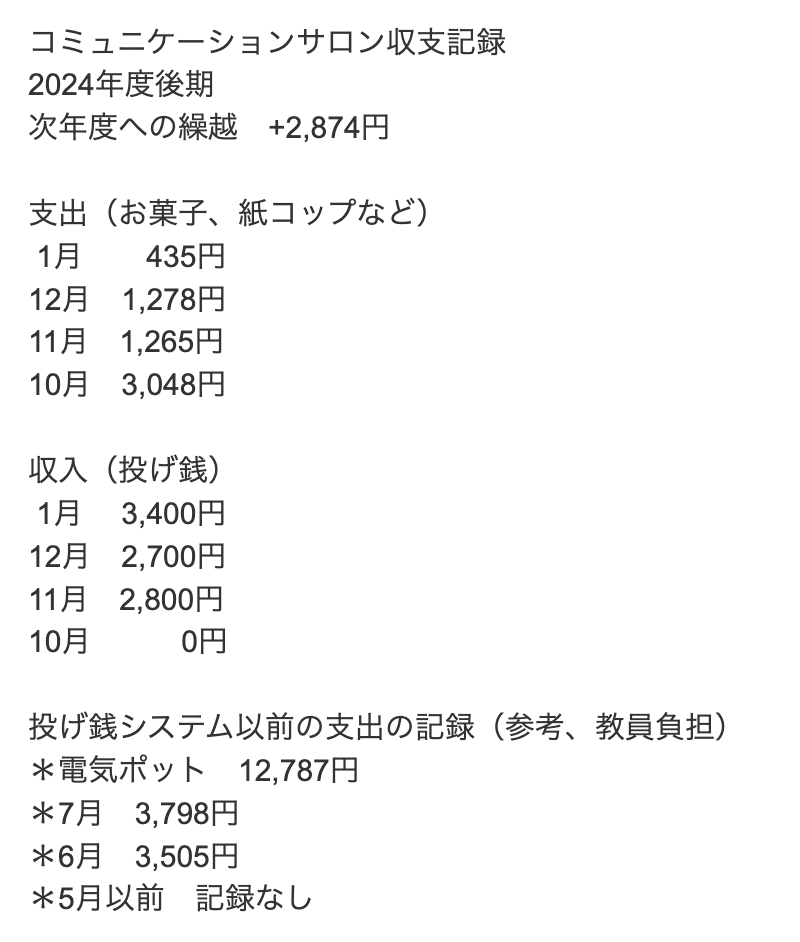 コミュニケーションサロン収支記録
2024年度後期
次年度への繰越　+2,874円
支出（お菓子、紙コップなど）
1月　　435円
12月　1,278円
11月　1,265円
10月　3,048円
収入（投げ銭）
1月　3,400円
12月　2,700円
11月　2,800円
10月　　　0円
投げ銭システム以前の支出の記録（参考、教員負担）
＊電気ポット　12,787円
＊7月　3,798円
＊6月　3,505円
＊5月以前　記録なし